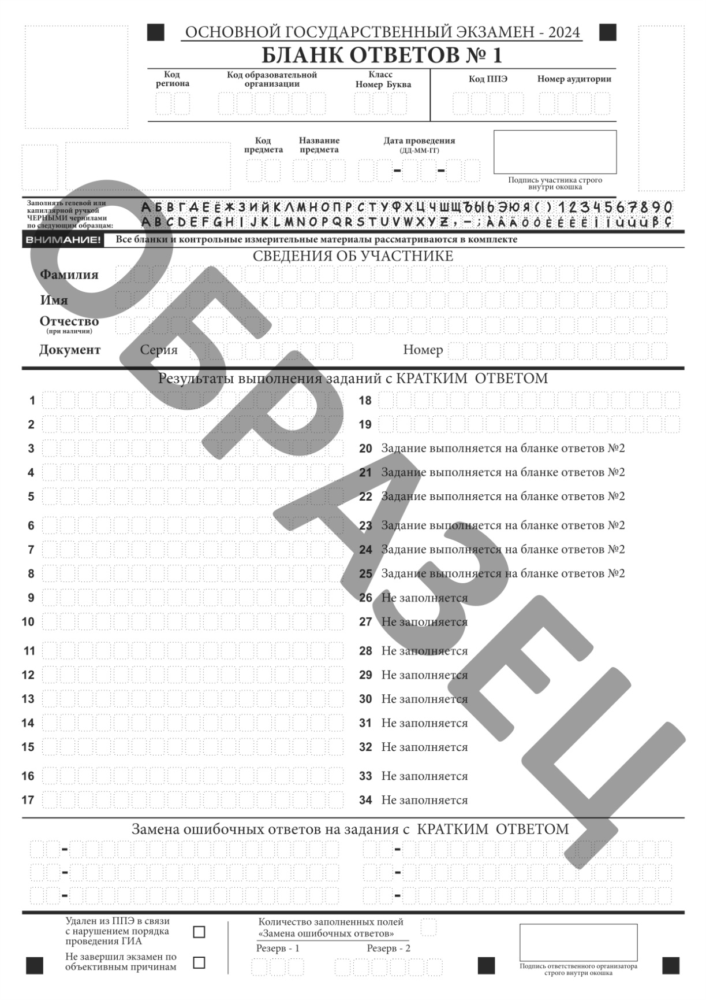 ОСНОВНОЙ ГОСУДАРСТВЕННЫЙ ЭКЗАМЕН - 2024
БЛАНК ОТВЕТОВ № 1
Код региона
Код образовательной организации
Класс
Номер Буква
Код ППЭ
Номер аудитории
Код предмета
Название предмета
Дата проведения
(ДД-ММ-ГГ)
- -
Подпись участника строго
внутри окошка
Заполнять гелевой или
капиллярной ручкой
ЧЕРНЫМИ чернилами
по следующим образцам:
АБВГДЕЁЖЗИЙКЛМНОПРСТУФХЦЧШЩЪЫЬЭЮЯ()1234567890
ABCDEFGHIJKLMNOPQRSTUVWXYZ,-;ÀÂÄÖÔÈÉÊËÎÏÙÛÜßÇ
ВНИМАНИЕ! Все бланки и контрольные измерительные материалы рассматриваются в комплекте
СВЕДЕНИЯ ОБ УЧАСТНИКЕ
Фамилия
Имя
Отчество
(при наличии)
Документ Серия Номер
Результаты выполнения заданий с КРАТКИМ ОТВЕТОМ
1
2
3
4
5
6
7
8
9
10
11
12
13
14
15
16
17
18
19
20 Задание выполняется на бланке ответов №2
21 Задание выполняется на бланке ответов №2
22 Задание выполняется на бланке ответов №2
23 Задание выполняется на бланке ответов №2
24 Задание выполняется на бланке ответов №2
25 Задание выполняется на бланке ответов №2
26 Не заполняется
27 Не заполняется
28 Не заполняется
29 Не заполняется
30 Не заполняется
31 Не заполняется
32 Не заполняется
33 Не заполняется
34 Не заполняется
ОБРАЗЕЦ
Замена ошибочных ответов на задания с КРАТКИМ ОТВЕТОМ
- -
- -
- -
Удален из ППЭ в связи
с нарушением порядка
проведения ГИА
Не завершил экзамен по
объективным причинам
Количество заполненных полей
«Замена ошибочных ответов»
Резерв - 1 Резерв - 2
Подпись ответственного организатора
строго внутри окошка